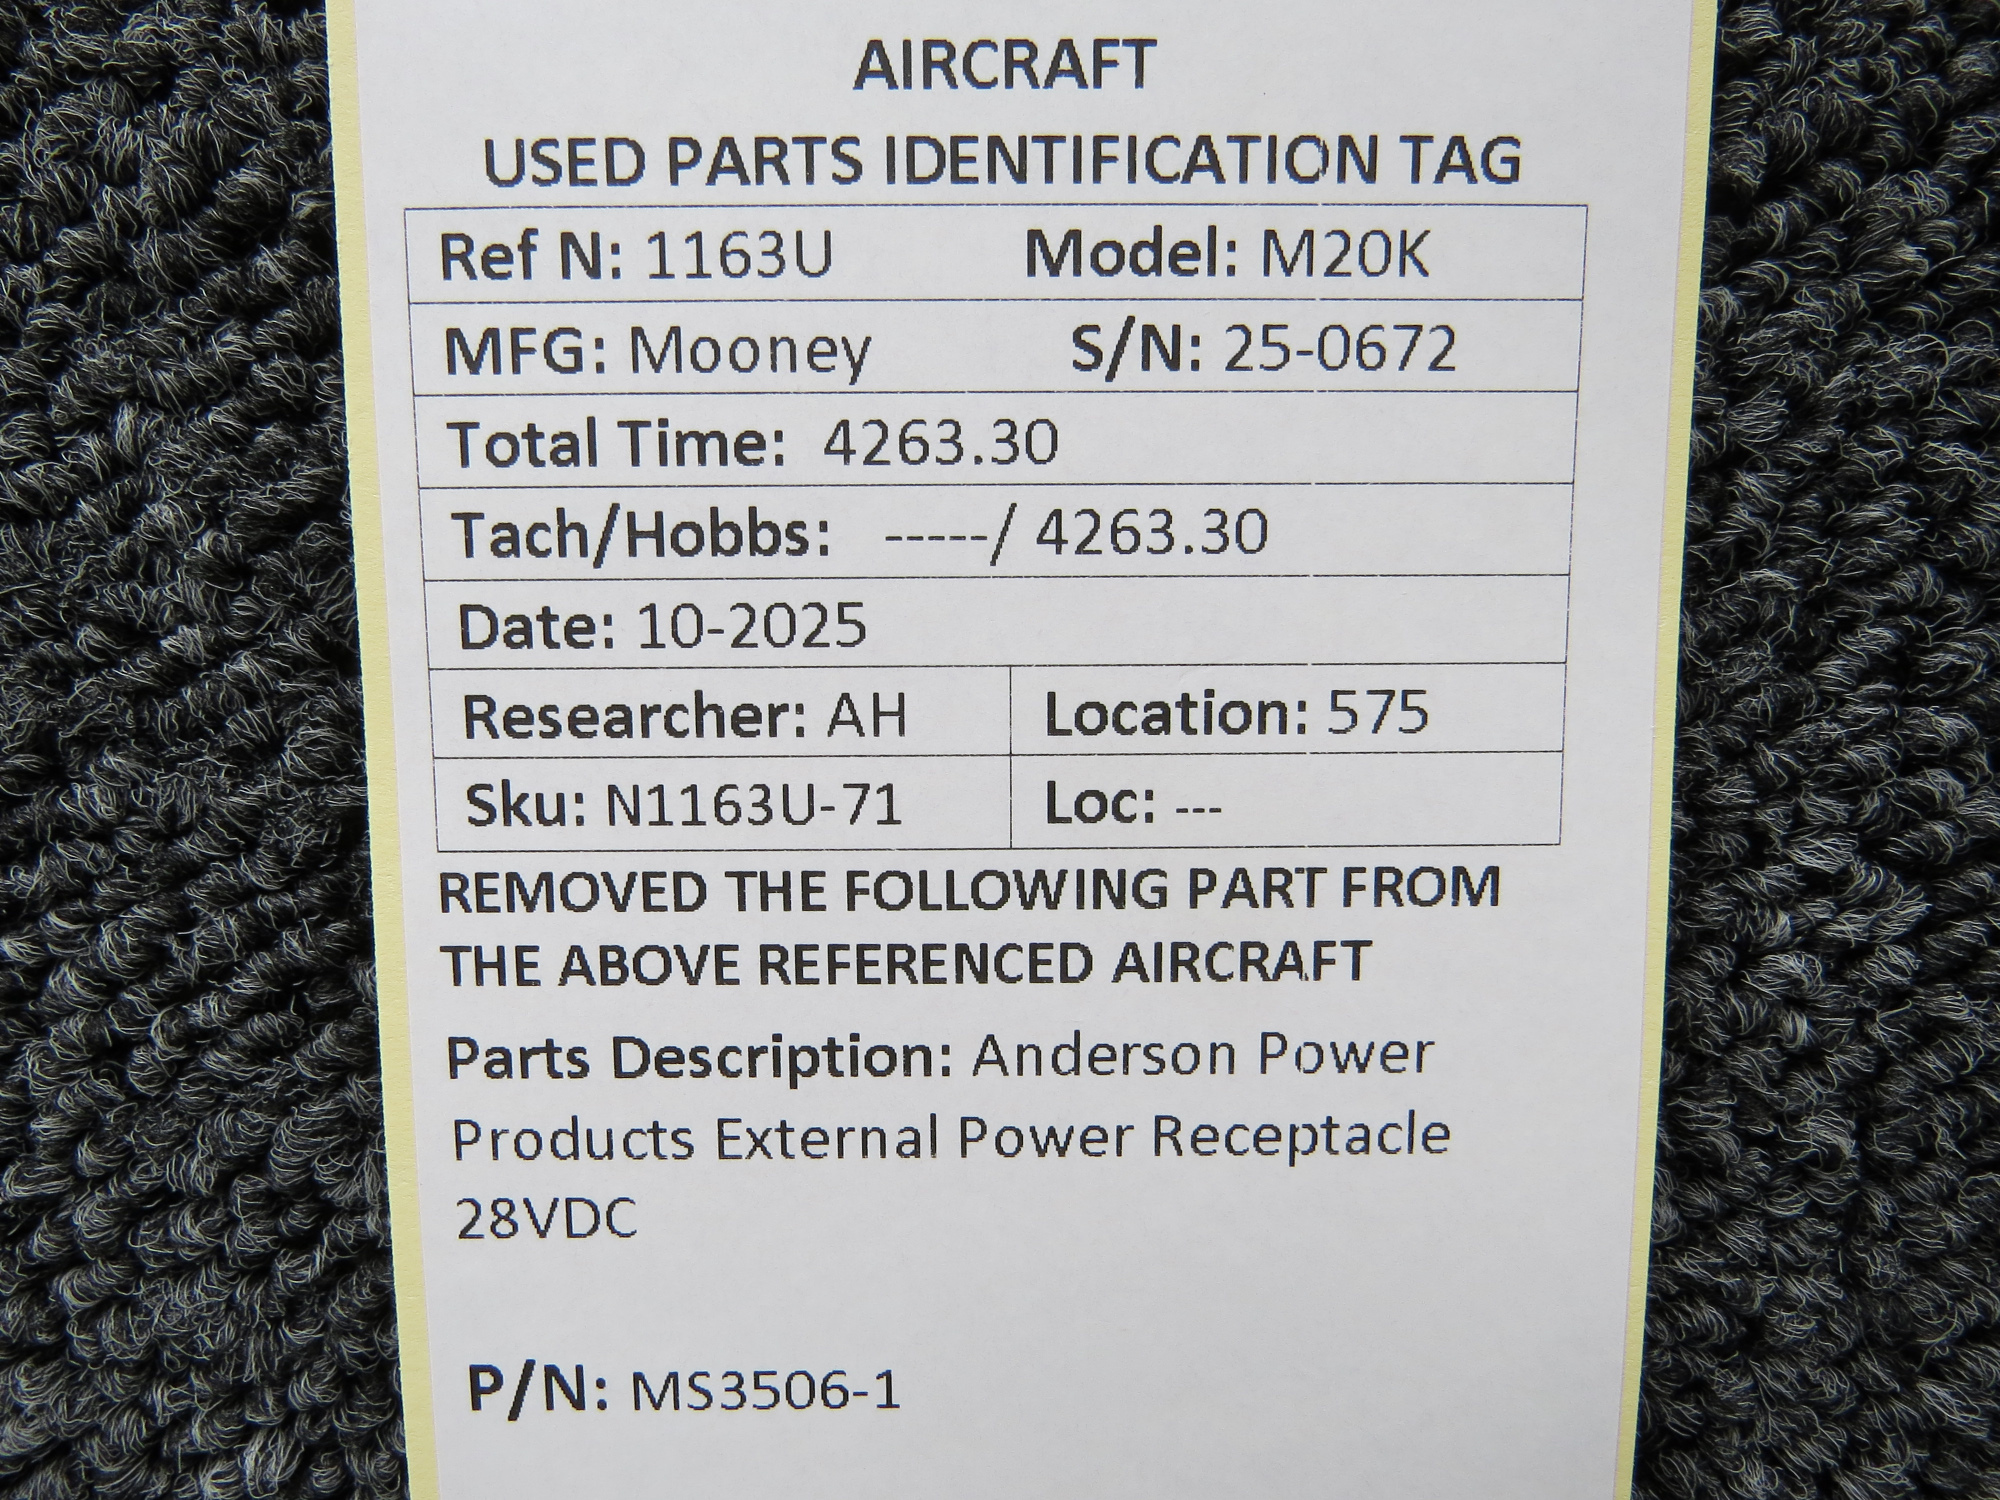 AIRCRAFT
USED PARTS IDENTIFICATION TAG
Ref N: 1163U Model: M20K
MFG: Mooney S/N: 25-0672
Total Time: 4263.30
Tach/Hobbs: -----/ 4263.30
Date: 10-2025
Researcher: AH Location: 575
Sku: N1163U-71 Loc: ---
REMOVED THE FOLLOWING PART FROM
THE ABOVE REFERENCED AIRCRAFT
Parts Description: Anderson Power
Products External Power Receptacle
28VDC
P/N: MS3506-1